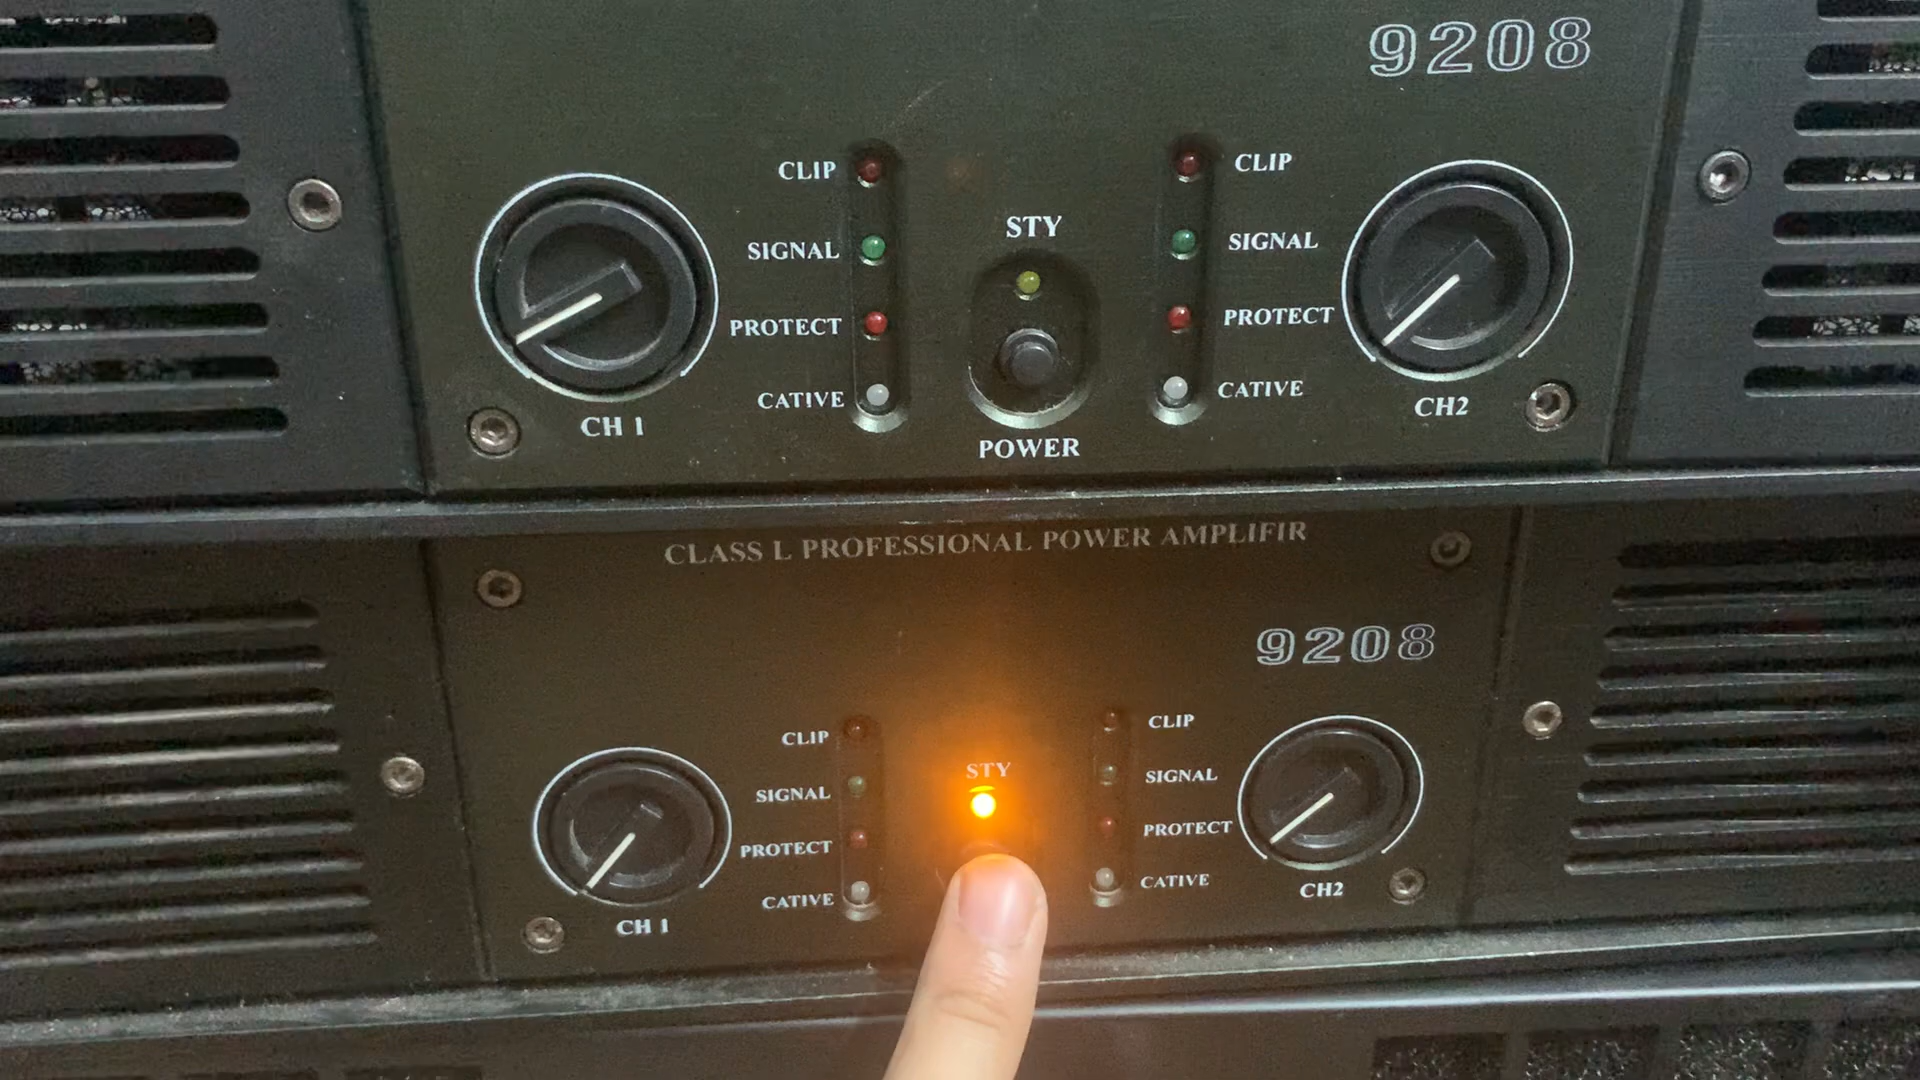 9208
CLIP
CLIP
STY
SIGNAL
SIGNAL
PROTECT
PROTECT
CATIVE
CATIVE
CH 1
CH2
POWER
CLASS L PROFESSIONAL POWER AMPLIFIR
9208
CLIP
CLIP
STY
SIGNAL
SIGNAL
PROTECT
PROTECT
CATIVE
CATIVE
CH 1
CH2